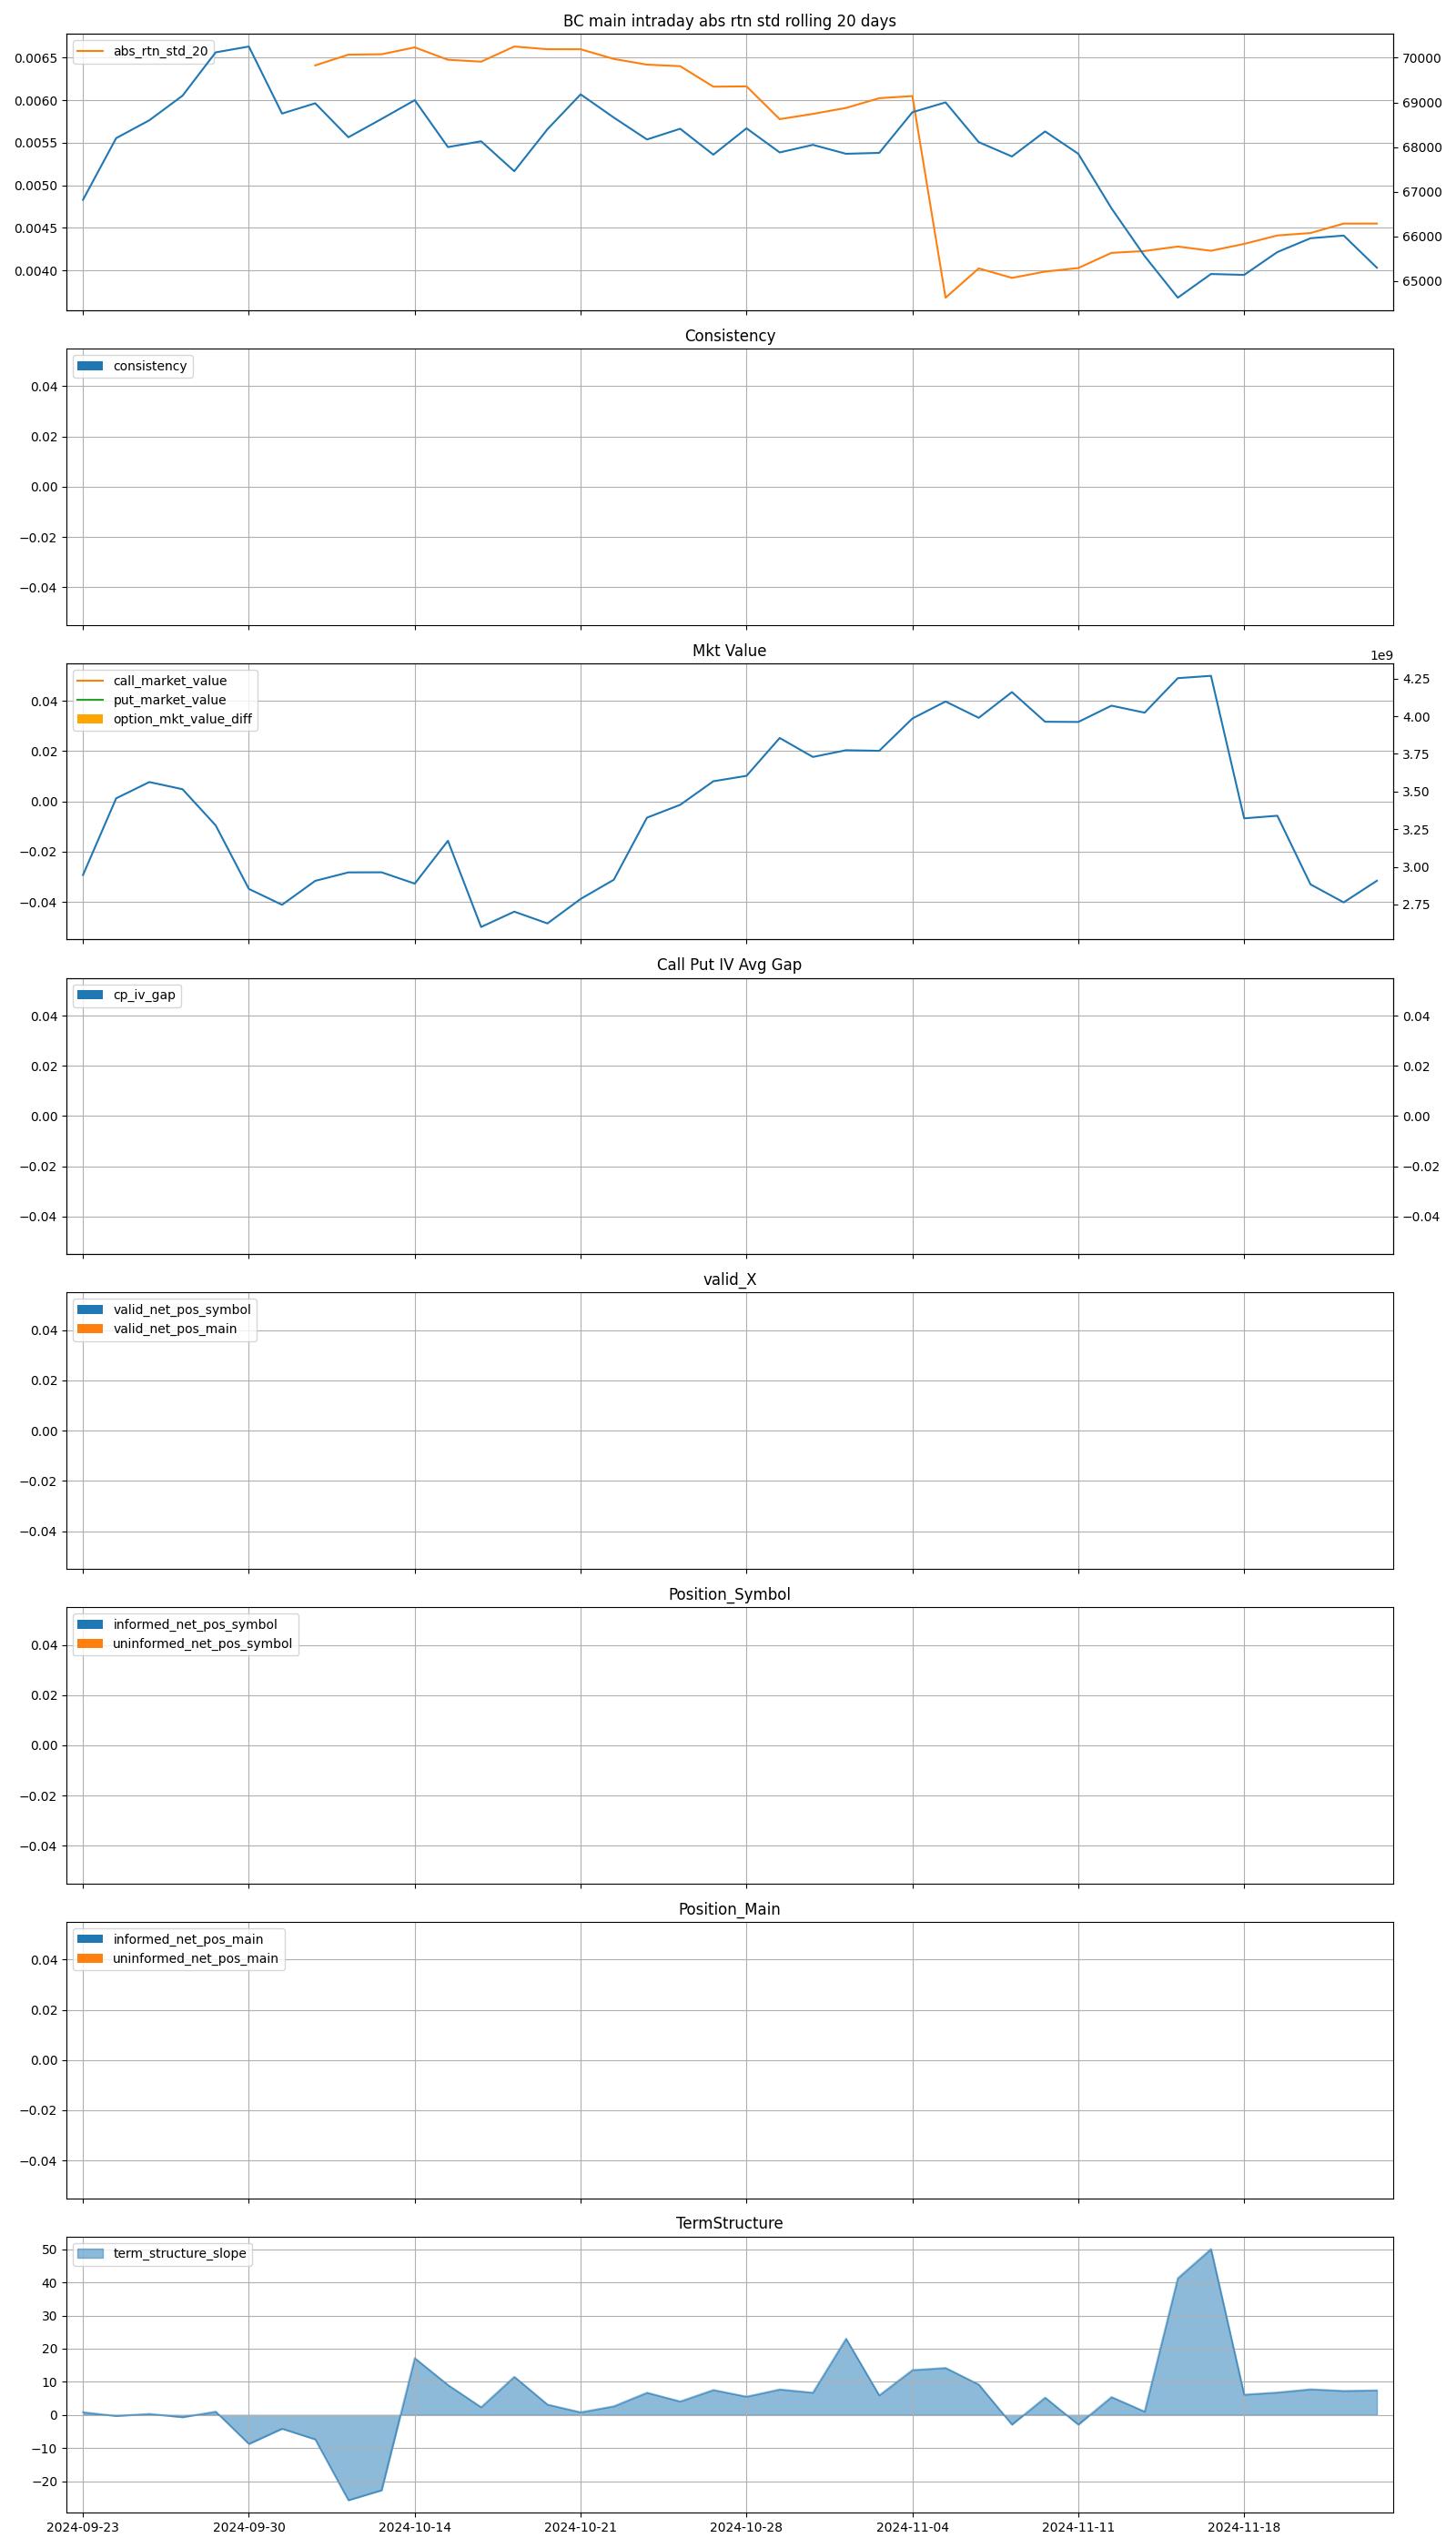 BC main intraday abs rtn std rolling 20 days
abs_rtn_std_20
0.0065
0.0060
0.0055
0.0050
0.0045
0.0040
70000
69000
68000
67000
66000
65000
Consistency
consistency
0.04
0.02
0.00
−0.02
−0.04
Mkt Value
1e9
call_market_value
put_market_value
option_mkt_value_diff
0.04
0.02
0.00
−0.02
−0.04
4.25
4.00
3.75
3.50
3.25
3.00
2.75
Call Put IV Avg Gap
cp_iv_gap
0.04
0.02
0.00
−0.02
−0.04
0.04
0.02
0.00
−0.02
−0.04
valid_X
valid_net_pos_symbol
valid_net_pos_main
0.04
0.02
0.00
−0.02
−0.04
Position_Symbol
informed_net_pos_symbol
uninformed_net_pos_symbol
0.04
0.02
0.00
−0.02
−0.04
Position_Main
informed_net_pos_main
uninformed_net_pos_main
0.04
0.02
0.00
−0.02
−0.04
TermStructure
term_structure_slope
50
40
30
20
10
0
−10
−20
2024-09-23 2024-09-30 2024-10-14 2024-10-21 2024-10-28 2024-11-04 2024-11-11 2024-11-18